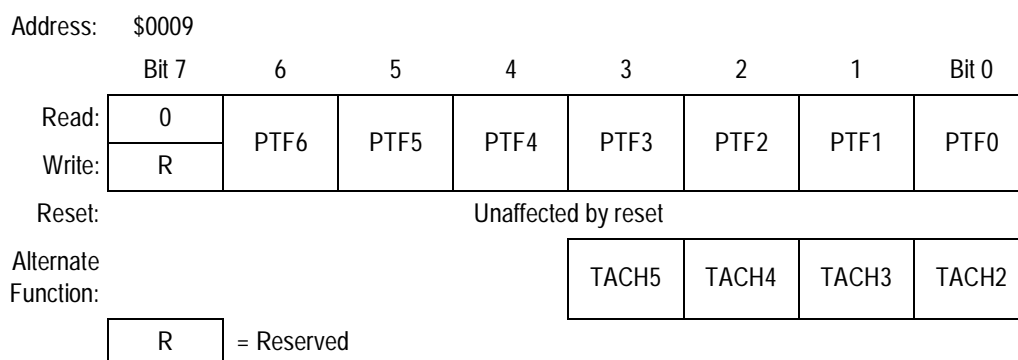 Address: $0009
Bit 7 6 5 4 3 2 1 Bit 0
Read: 0 PTF6 PTF5 PTF4 PTF3 PTF2 PTF1 PTF0
Write: R
Reset: Unaffected by reset
Alternate
Function: TACH5 TACH4 TACH3 TACH2
R = Reserved